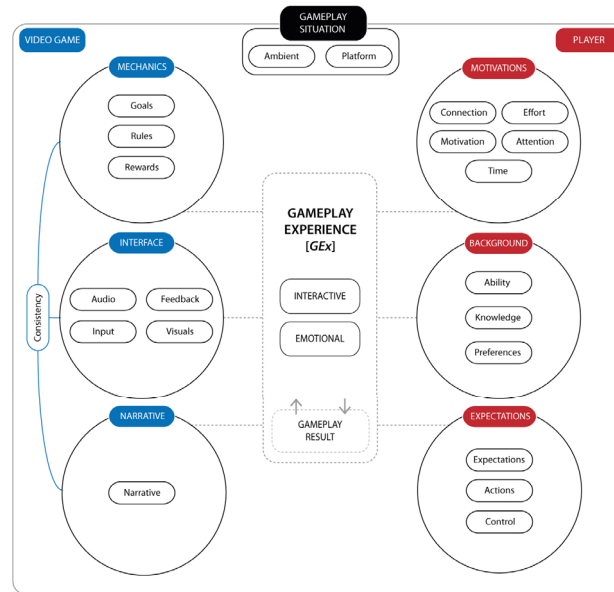 VIDEO GAME
GAMEPLAY
SITUATION
PLAYER
Ambient
Platform
MECHANICS
Goals
Rules
Rewards
MOTIVATIONS
Connection
Effort
Motivation
Attention
Time
GAMEPLAY
EXPERIENCE
[GEx]
INTERACTIVE
EMOTIONAL
GAMEPLAY
RESULT
Consistency
INTERFACE
Audio
Feedback
Input
Visuals
BACKGROUND
Ability
Knowledge
Preferences
NARRATIVE
Narrative
EXPECTATIONS
Expectations
Actions
Control